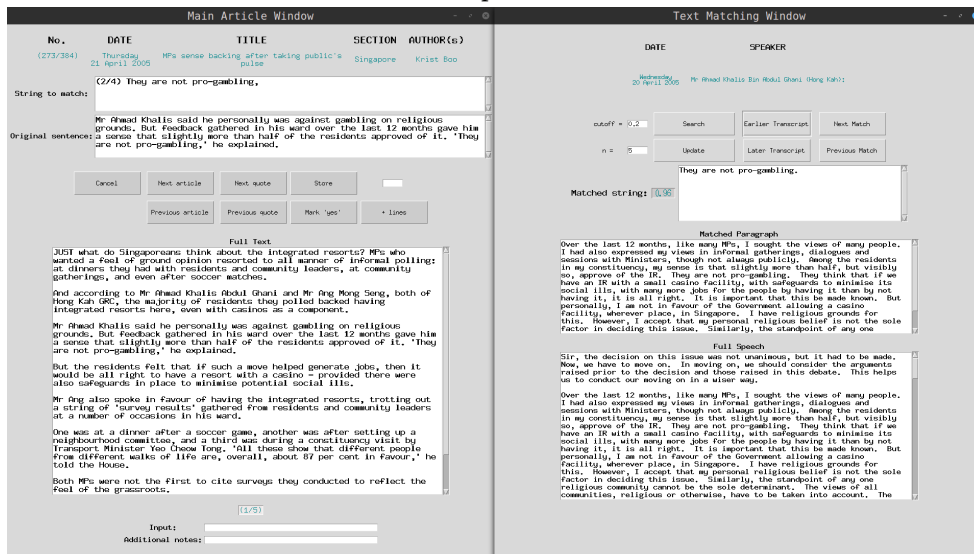 Main Article Window
No. DATE TITLE SECTION AUTHOR(s)
(273/384) Thursday 21 April 2005 MPs sense backing after taking public's pulse Singapore Krist Boo
String to match: (2/4) They are not pro-gambling,
Original sentence: Mr Ahmad Khalis said he personally was against gambling on religious
grounds. But feedback gathered in his ward over the last 12 months gave him
a sense that slightly more than half of the residents approved of it. 'They
are not pro-gambling,' he explained.
Cancel Next article Next quote Store
Previous article Previous quote Mark 'yes' + lines
Full Text
JUST what do Singaporeans think about the integrated resorts? MPs who
wanted a feel of ground opinion resorted to all manner of informal polling:
at dinners they had with residents and community leaders, at community
gatherings, and even after soccer matches.
And according to Mr Ahmad Khalis Abdul Ghani and Mr Ang Mong Seng, both of
Hong Kah GRC, the majority of residents they polled backed having
integrated resorts here, even with casinos as a component.
Mr Ahmad Khalis said he personally was against gambling on religious
grounds. But feedback gathered in his ward over the last 12 months gave him
a sense that slightly more than half of the residents approved of it. 'They
are not pro-gambling,' he explained.
But the residents felt that if such a move helped generate jobs, then it
would be all right to have a resort with a casino - provided there were
also safeguards in place to minimise potential social ills.
Mr Ang also spoke in favour of having the integrated resorts, trotting out
a string of 'survey results' gathered from residents and community leaders
at a number of occasions in his ward.
One was at a dinner after a soccer game, another was after setting up a
neighbourhood committee, and a third was during a constituency visit by
Transport Minister Yeo Cheow Tong. 'All these show that different people
from different walks of life are, overall, about 87 per cent in favour,' he
told the House.
Both MPs were not the first to cite surveys they conducted to reflect the
feel of the grassroots.
(1/5)
Input:
Additional notes:
Text Matching Window
DATE SPEAKER
Wednesday 20 April 2005 Mr Ahmad Khalis Bin Abdul Ghani (Hong Kah):
cutoff = 0.2 Search Earlier Transcript Next Match
n = 5 Update Later Transcript Previous Match
Matched string: 0.96 They are not pro-gambling.
Matched Paragraph
Over the last 12 months, like many MPs, I sought the views of many people.
I had also expressed my views in informal gatherings, dialogues and
sessions with Ministers, though not always publicly. Among the residents
in my constituency, my sense is that slightly more than half, but visibly
so, approve of the IR. They are not pro-gambling. They think that if we
have an IR with a small casino facility, with safeguards to minimise its
social ills, with many more jobs for the people by having it than by not
having it, it is all right. It is important that this be made known. But
personally, I am not in favour of the Government allowing a casino
facility, wherever place, in Singapore. I have religious grounds for
this. However, I accept that my personal religious belief is not the sole
factor in deciding this issue. Similarly, the standpoint of any one
Full Speech
Sir, the decision on this issue was not unanimous, but it had to be made.
Now, we have to move on. In moving on, we should consider the arguments
raised prior to the decision and those raised in this debate. This helps
us to conduct our moving on in a wiser way.
Over the last 12 months, like many MPs, I sought the views of many people.
I had also expressed my views in informal gatherings, dialogues and
sessions with Ministers, though not always publicly. Among the residents
in my constituency, my sense is that slightly more than half, but visibly
so, approve of the IR. They are not pro-gambling. They think that if we
have an IR with a small casino facility, with safeguards to minimise its
social ills, with many more jobs for the people by having it than by not
having it, it is all right. It is important that this be made known. But
personally, I am not in favour of the Government allowing a casino
facility, wherever place, in Singapore. I have religious grounds for
this. However, I accept that my personal religious belief is not the sole
factor in deciding this issue. Similarly, the standpoint of any one
religious community cannot be the sole determinant. The views of all
communities, religious or otherwise, have to be taken into account. The